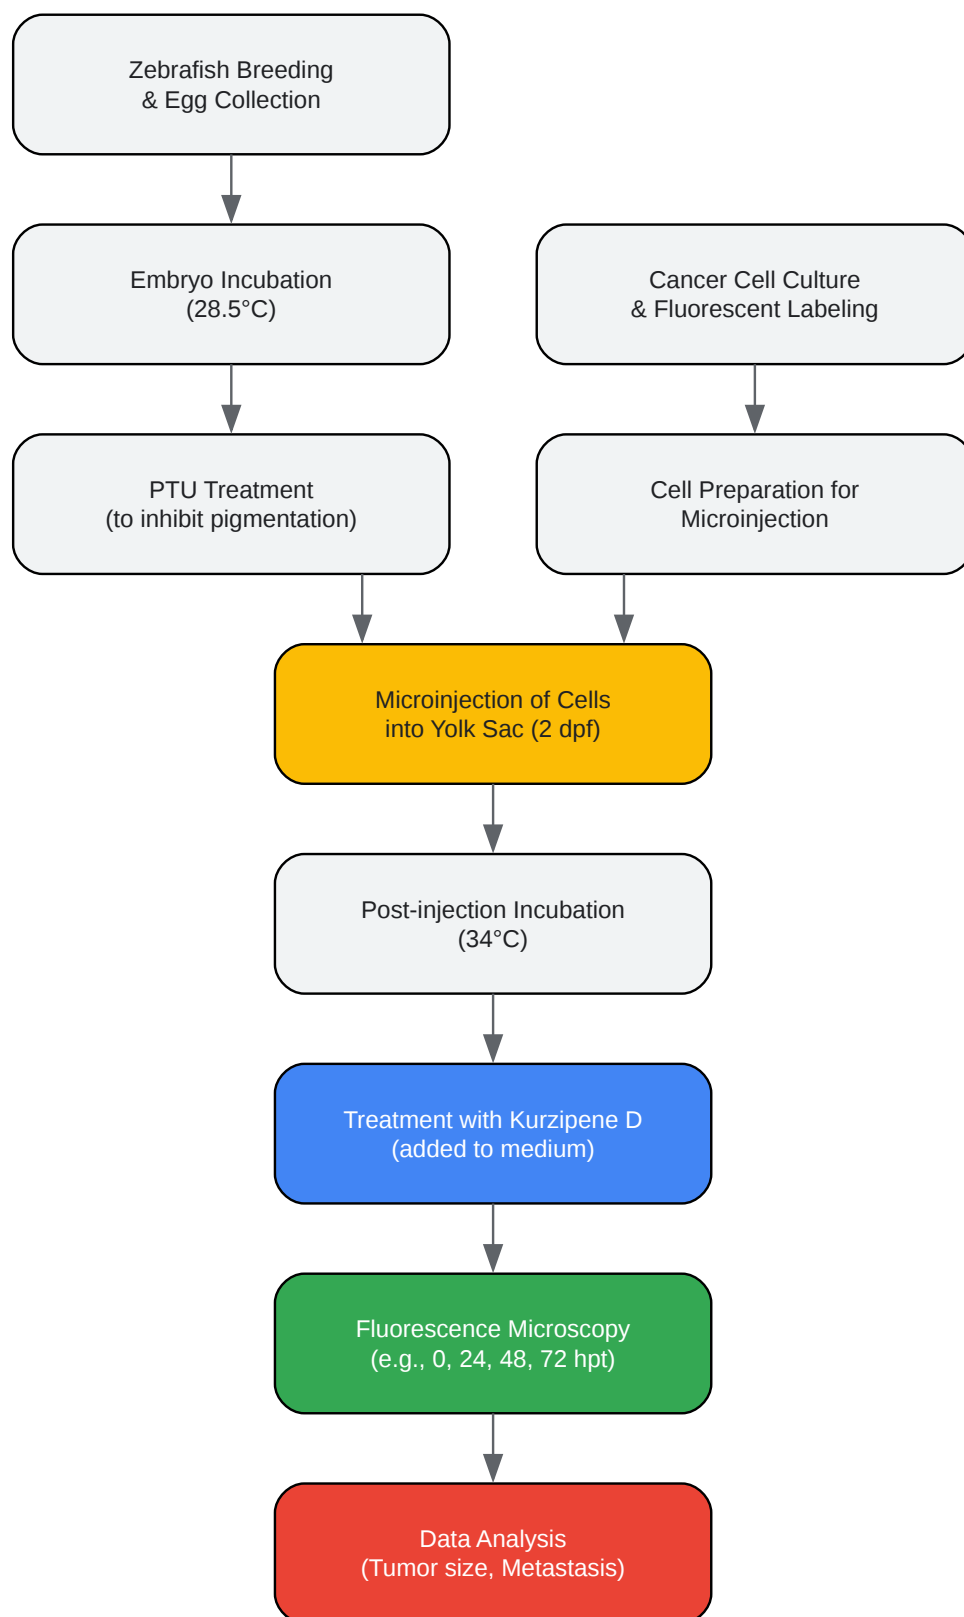 Zebrafish Breeding
& Egg Collection
Embryo Incubation
(28.5°C)
Cancer Cell Culture
& Fluorescent Labeling
PTU Treatment
(to inhibit pigmentation)
Cell Preparation for
Microinjection
Microinjection of Cells
into Yolk Sac (2 dpf)
Post-injection Incubation
(34°C)
Treatment with Kurzipene D
(added to medium)
Fluorescence Microscopy
(e.g., 0, 24, 48, 72 hpt)
Data Analysis
(Tumor size, Metastasis)